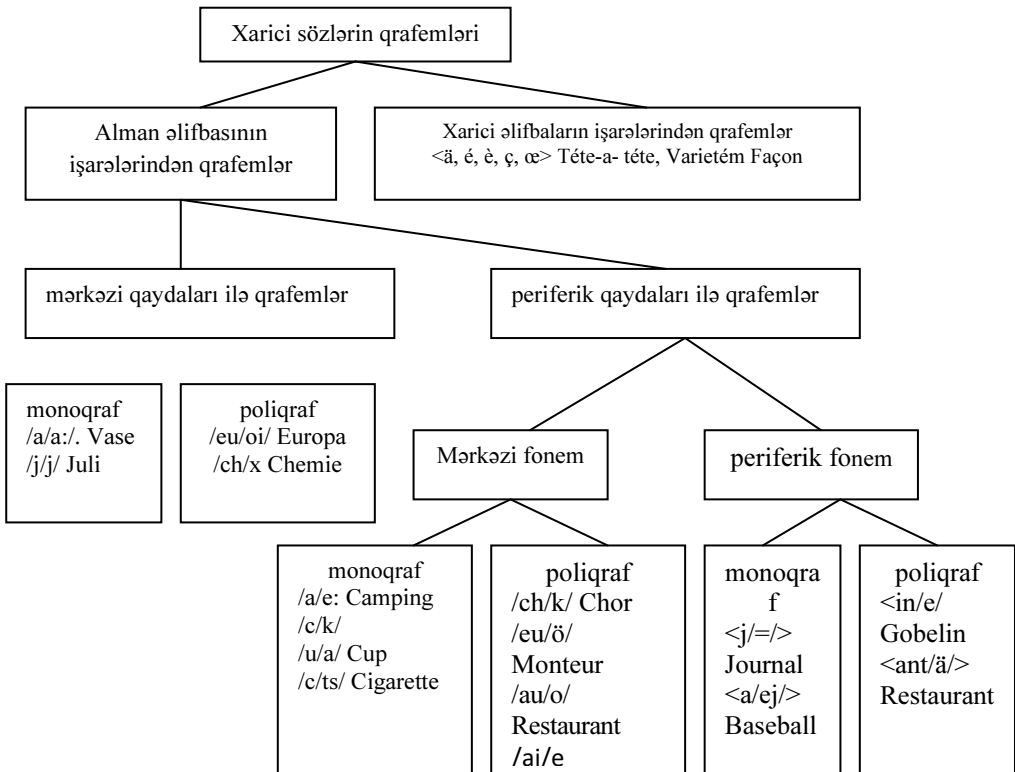 Xarici sözlərin qrafemləri
Alman əlifbasının
işarələrindən qrafemlər
Xarici əlifbaların işarələrindən qrafemlər
<ä, é, è, ç, œ> Téte-a- téte, Varietém Façon
mərkəzi qaydaları ilə qrafemlər
periferik qaydaları ilə qrafemlər
monoqraf
/a/a:/. Vase
/j/j/ Juli
poliqraf
/eu/oi/ Europa
/ch/x Chemie
Mərkəzi fonem
periferik fonem
monoqraf
/a/e: Camping
/c/k/
/u/a/ Cup
/c/ts/ Cigarette
poliqraf
/ch/k/ Chor
/eu/ö/
Monteur
/au/o/
Restaurant
/ai/e
monoqra
f
<j/=/>
Journal
<a/ej/>
Baseball
poliqraf
<in/e/
Gobelin
<ant/ä/>
Restaurant